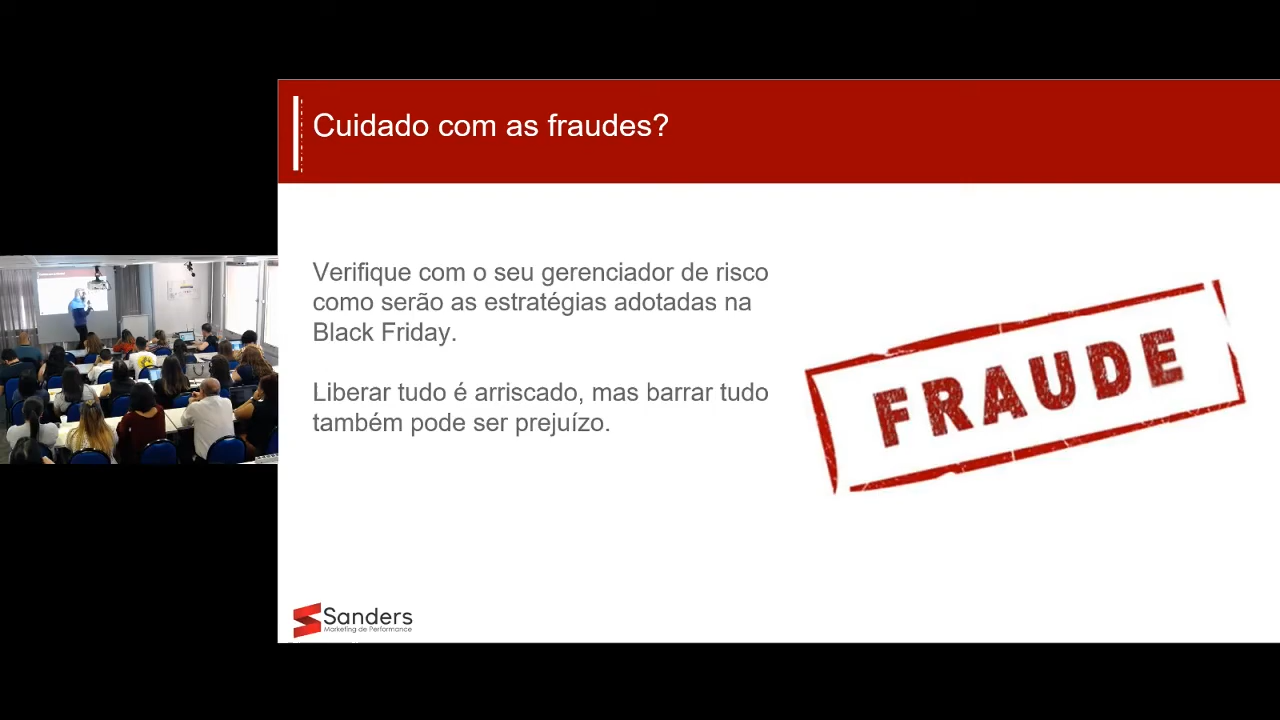 Cuidado com as fraudes?
Verifique com o seu gerenciador de risco
como serão as estratégias adotadas na
Black Friday.
Liberar tudo é arriscado, mas barrar tudo
também pode ser prejuízo.
FRAUDE
Sanders
Marketing de Performance